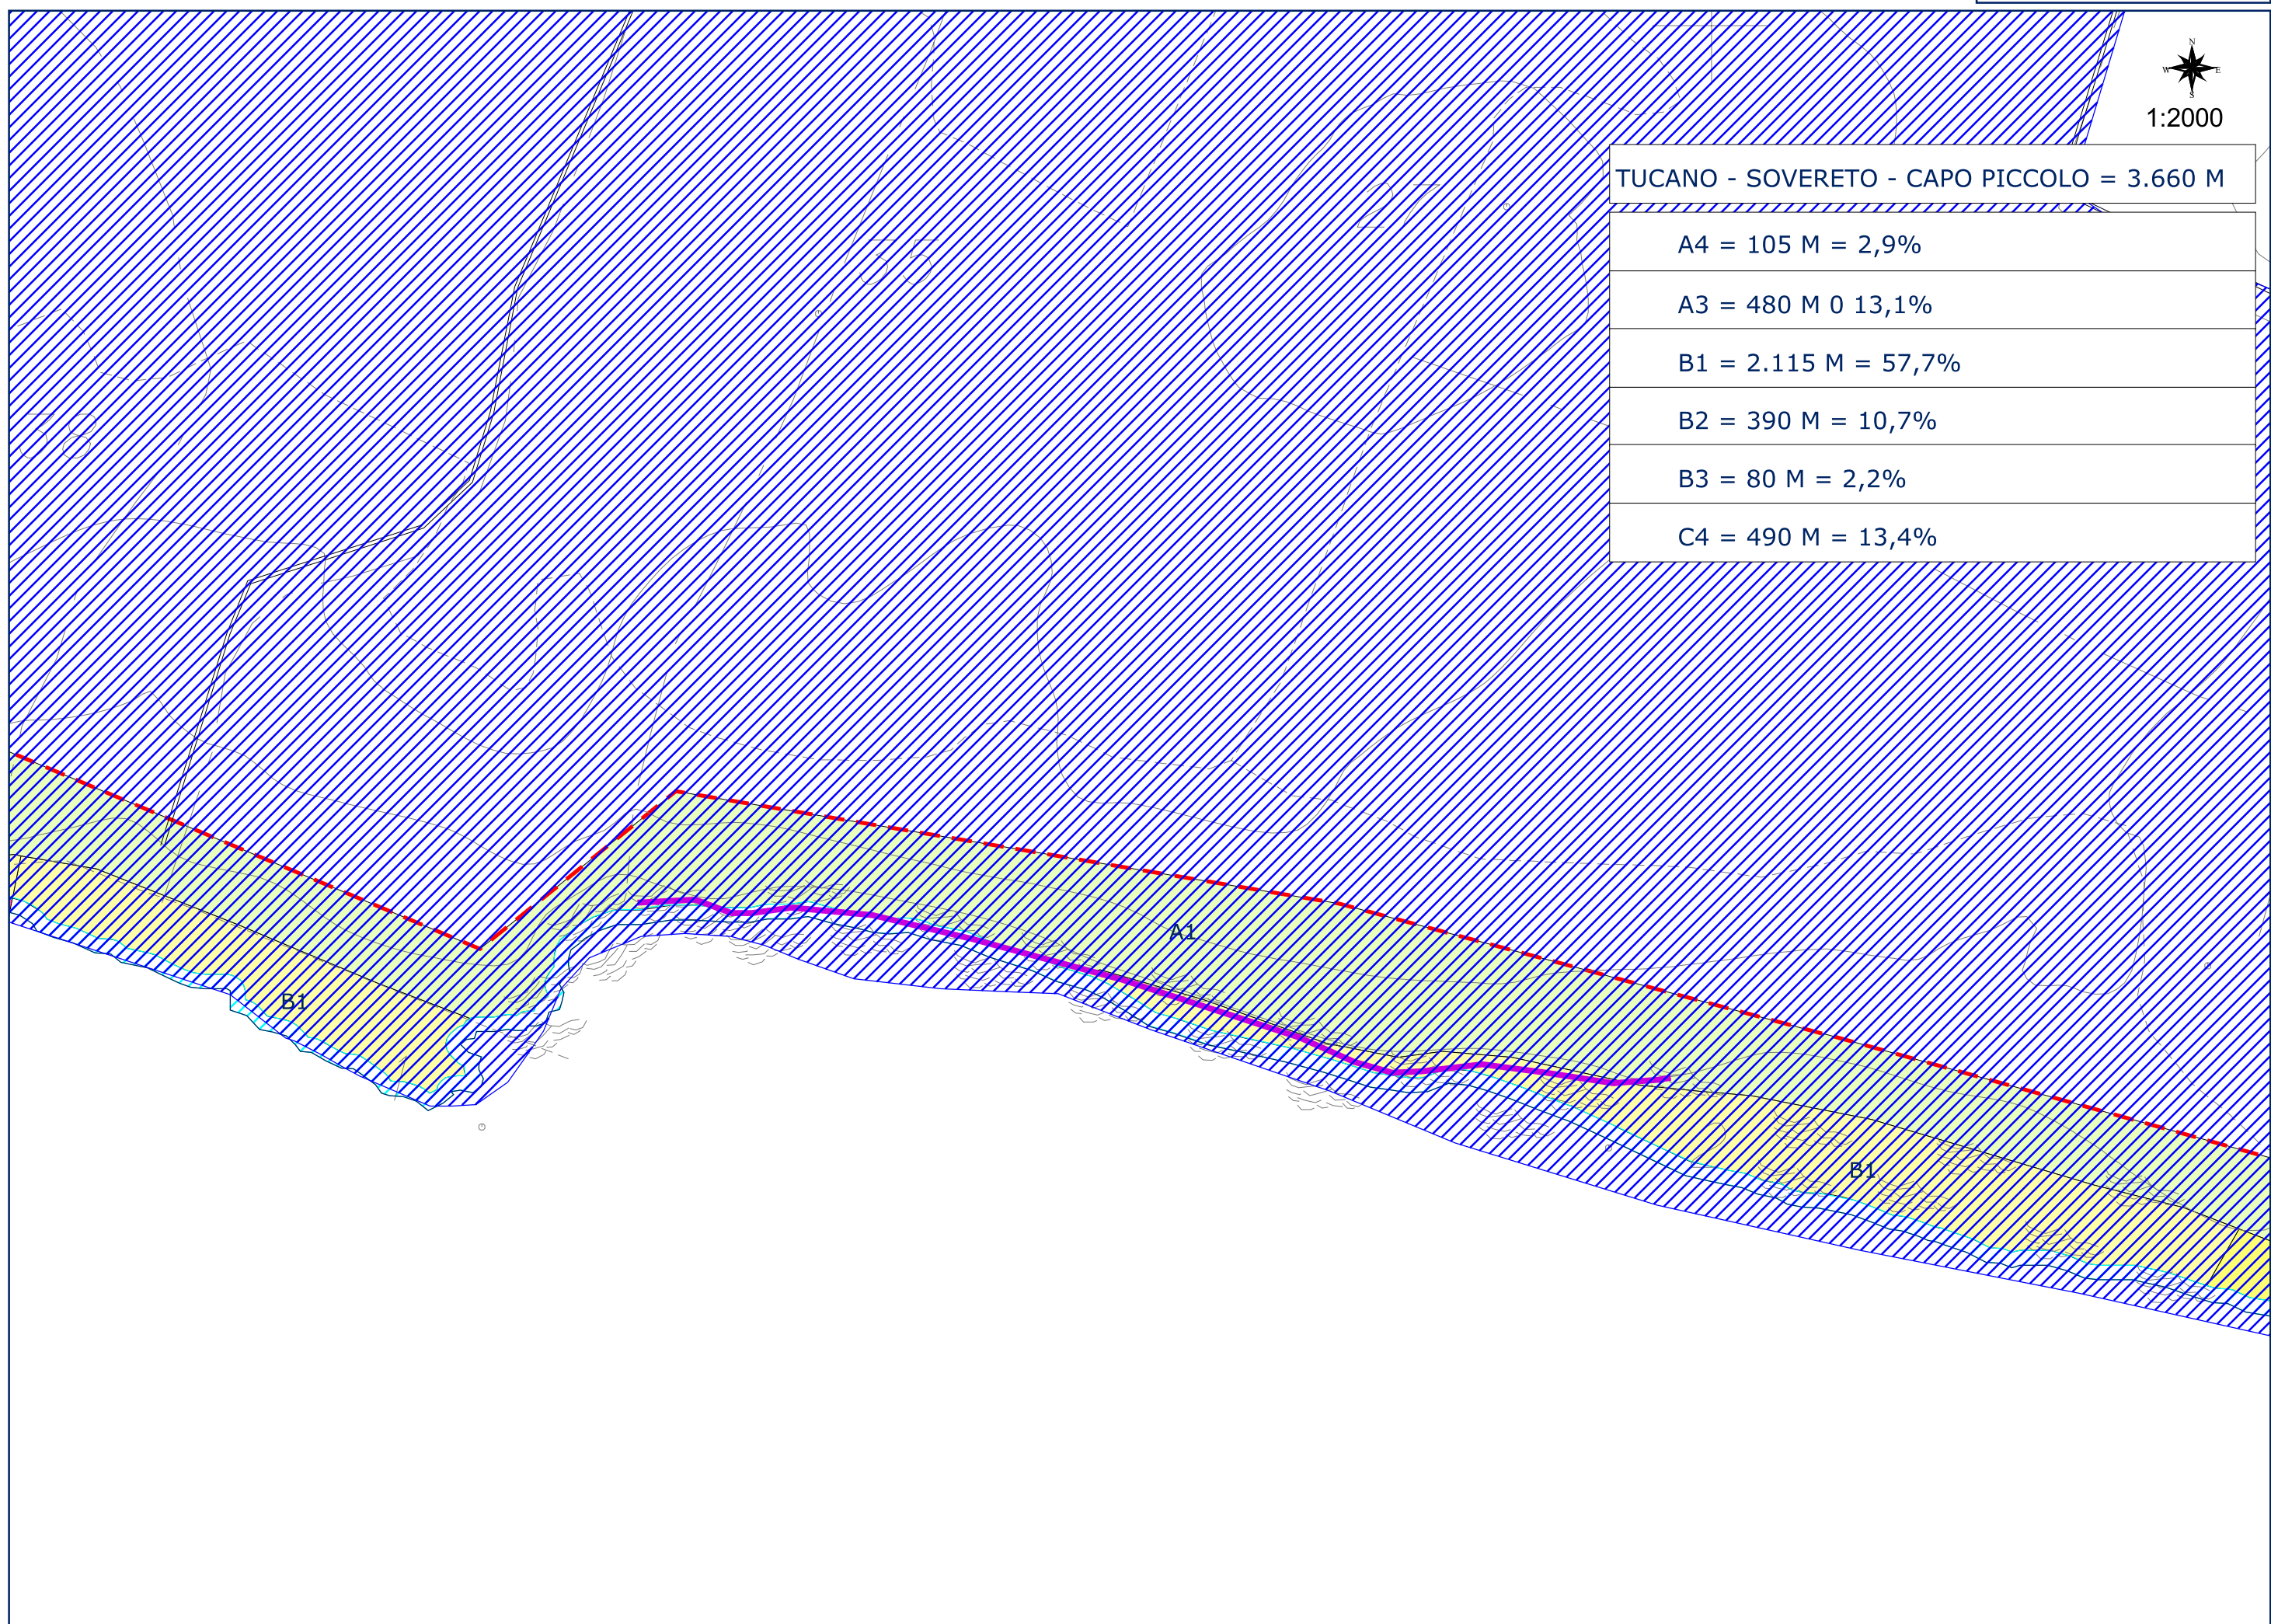 N
W E
S
1:2000
TUCANO - SOVERETO - CAPO PICCOLO = 3.660 M
A4 = 105 M = 2,9%
A3 = 480 M 0 13,1%
B1 = 2.115 M = 57,7%
B2 = 390 M = 10,7%
B3 = 80 M = 2,2%
C4 = 490 M = 13,4%
A1
B1
B1